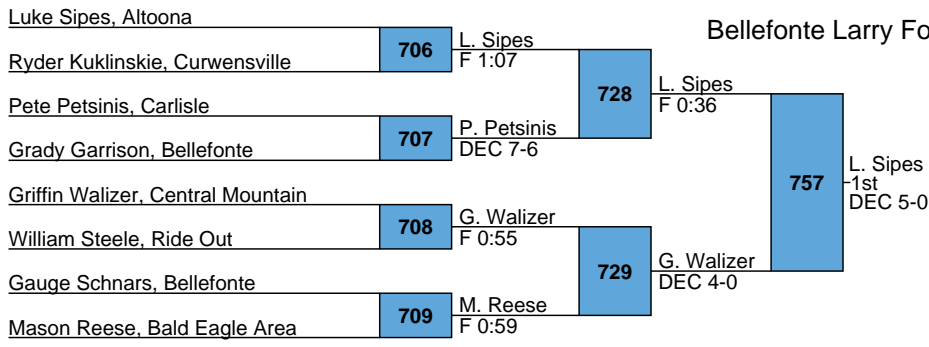 Luke Sipes, Altoona
Bellefonte Larry Fo
706
L. Sipes
F 1:07
Ryder Kuklinskie, Curwensville
728
L. Sipes
F 0:36
Pete Petsinis, Carlisle
707
P. Petsinis
DEC 7-6
Grady Garrison, Bellefonte
757
L. Sipes
1st
DEC 5-0
Griffin Walizer, Central Mountain
708
G. Walizer
F 0:55
William Steele, Ride Out
729
G. Walizer
DEC 4-0
Gauge Schnars, Bellefonte
709
M. Reese
F 0:59
Mason Reese, Bald Eagle Area